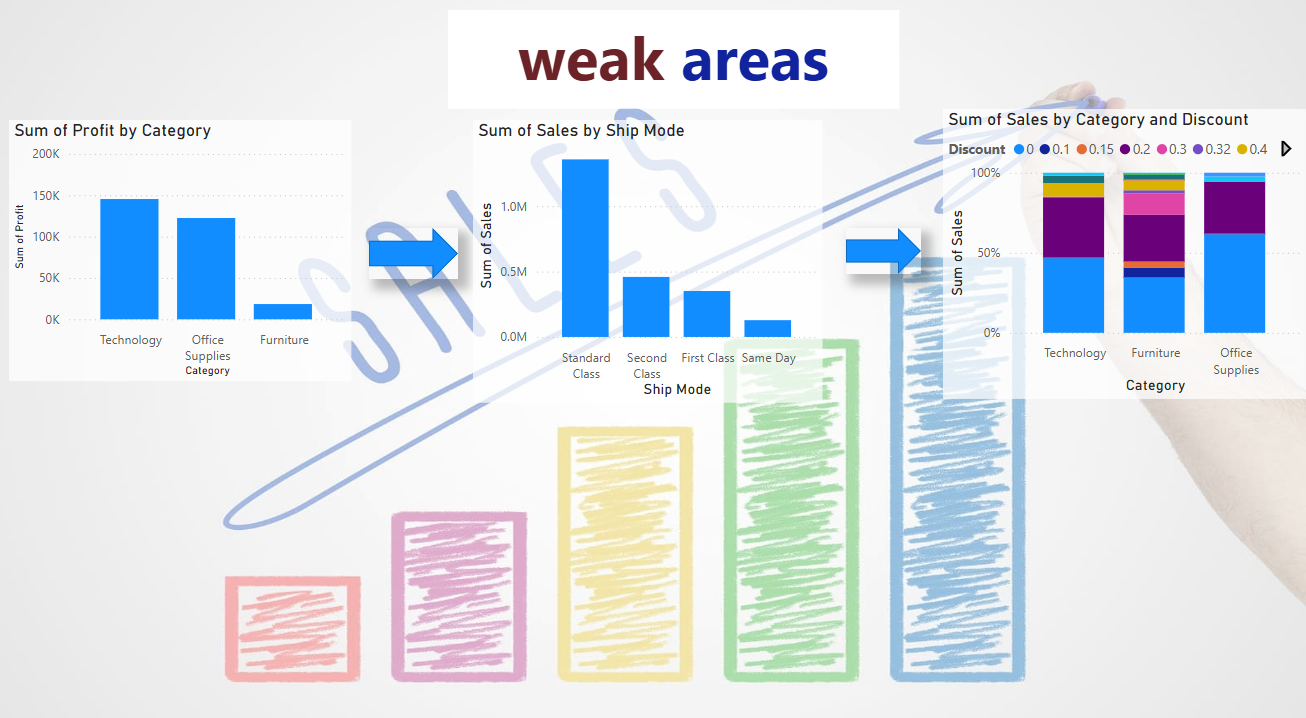 weak areas
Sum of Profit by Category
200K
150K
100K
50K
0K
Sum of Profit
Technology
Office
Supplies
Furniture
Category
Sum of Sales by Ship Mode
1.0M
0.5M
0.0M
Sum of Sales
Standard
Class
Second
Class
First Class
Same Day
Ship Mode
Sum of Sales by Category and Discount
Discount 0 0.1 0.15 0.2 0.3 0.32 0.4
100%
50%
0%
Sum of Sales
Technology
Furniture
Office
Supplies
Category
SALES